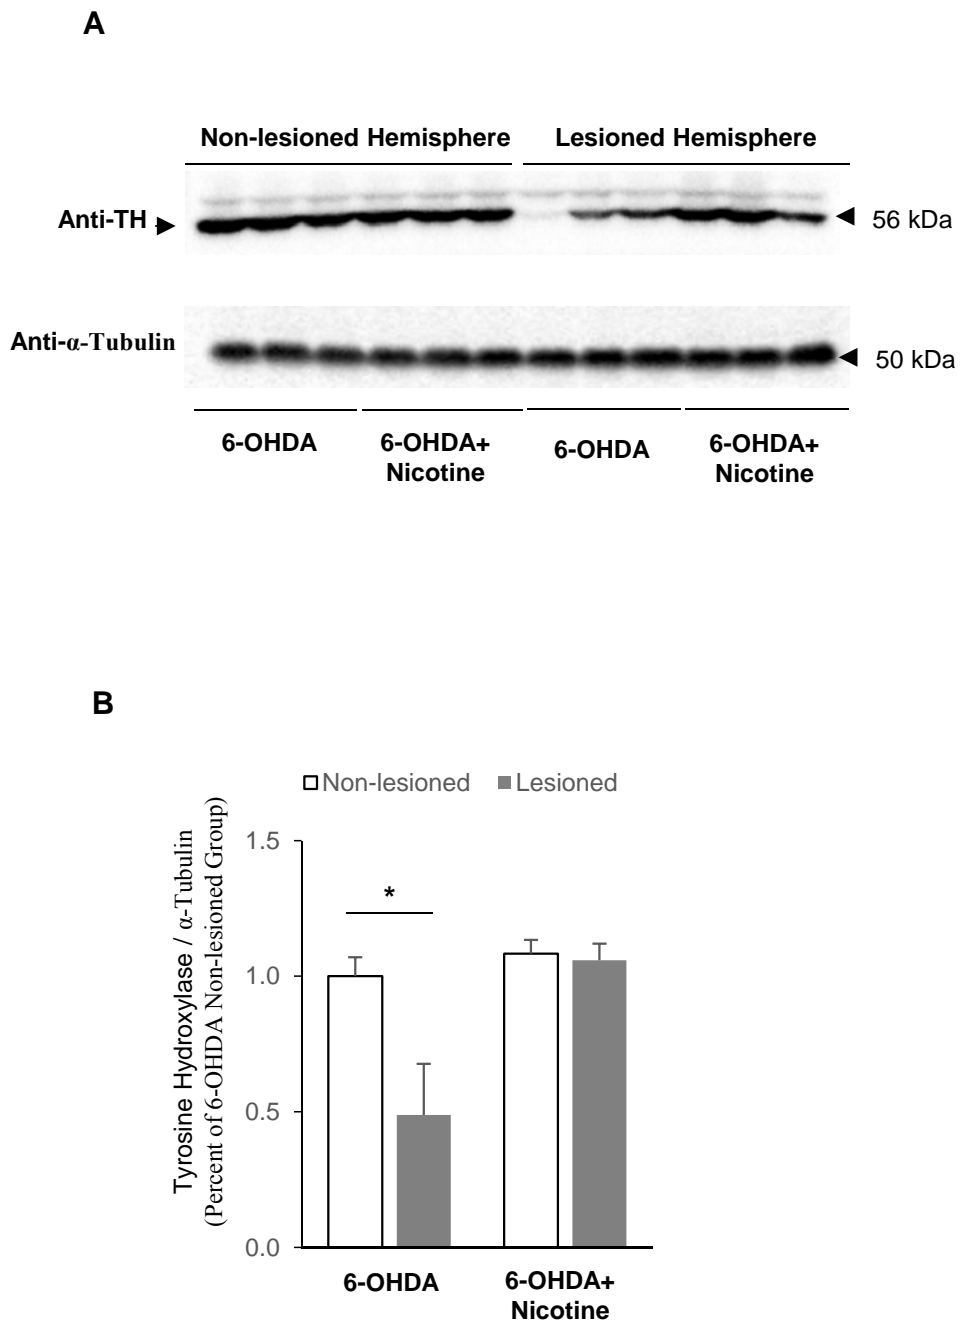 A
Non-lesioned Hemisphere
Lesioned Hemisphere
Anti-TH
56 kDa
Anti-α-Tubulin
50 kDa
6-OHDA
6-OHDA+
Nicotine
6-OHDA
6-OHDA+
Nicotine
B
Non-lesioned
Lesioned
Tyrosine Hydroxylase / α-Tubulin
(Percent of 6-OHDA Non-lesioned Group)
1.5
*
1.0
0.5
0.0
6-OHDA
6-OHDA+
Nicotine